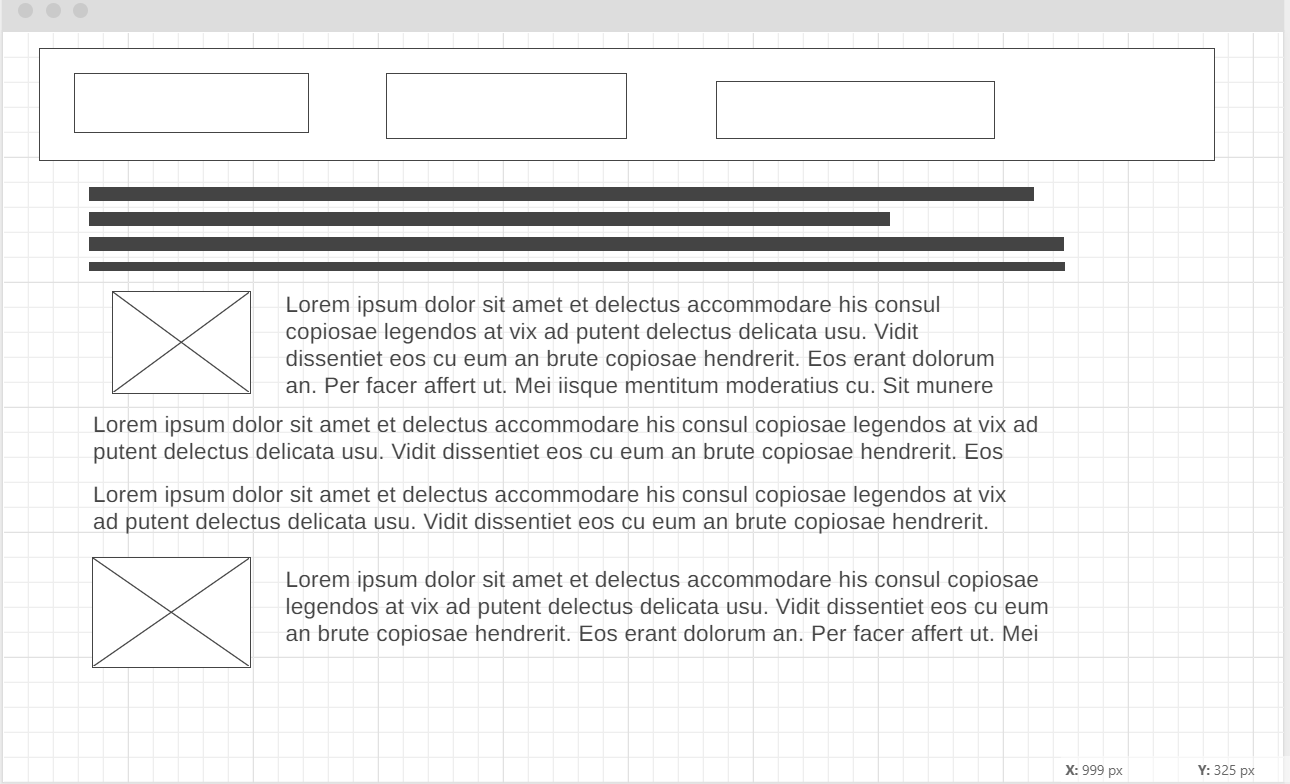 Lorem ipsum dolor sit amet et delectus accommodare his consul
copiosae legendos at vix ad putent delectus delicata usu. Vidit
dissentiet eos cu eum an brute copiosae hendrerit. Eos erant dolorum
an. Per facer affert ut. Mei iisque mentitum moderatius cu. Sit munere
Lorem ipsum dolor sit amet et delectus accommodare his consul copiosae legendos at vix ad
putent delectus delicata usu. Vidit dissentiet eos cu eum an brute copiosae hendrerit. Eos
Lorem ipsum dolor sit amet et delectus accommodare his consul copiosae legendos at vix
ad putent delectus delicata usu. Vidit dissentiet eos cu eum an brute copiosae hendrerit.
Lorem ipsum dolor sit amet et delectus accommodare his consul copiosae
legendos at vix ad putent delectus delicata usu. Vidit dissentiet eos cu eum
an brute copiosae hendrerit. Eos erant dolorum an. Per facer affert ut. Mei
X: 999 px Y: 325 px